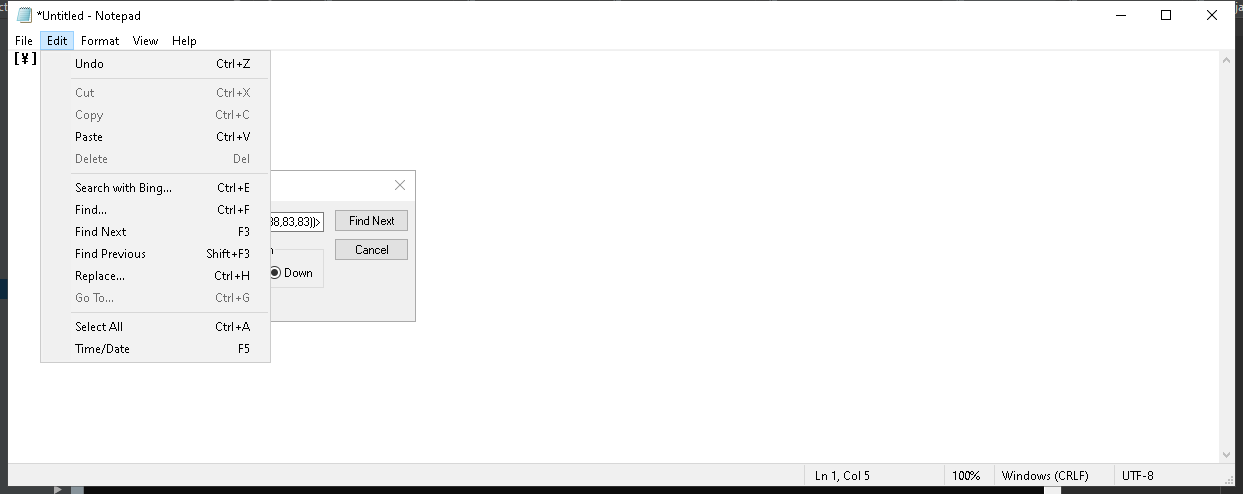 *Untitled - Notepad
File Edit Format View Help
[¥]
Undo Ctrl+Z
Cut Ctrl+X
Copy Ctrl+C
Paste Ctrl+V
Delete Del
Search with Bing... Ctrl+E
Find... Ctrl+F
Find Next F3
Find Previous Shift+F3
Replace... Ctrl+H
Go To... Ctrl+G
Select All Ctrl+A
Time/Date F5
38,83,83])> Find Next
Cancel
Down
Ln 1, Col 5 100% Windows (CRLF) UTF-8